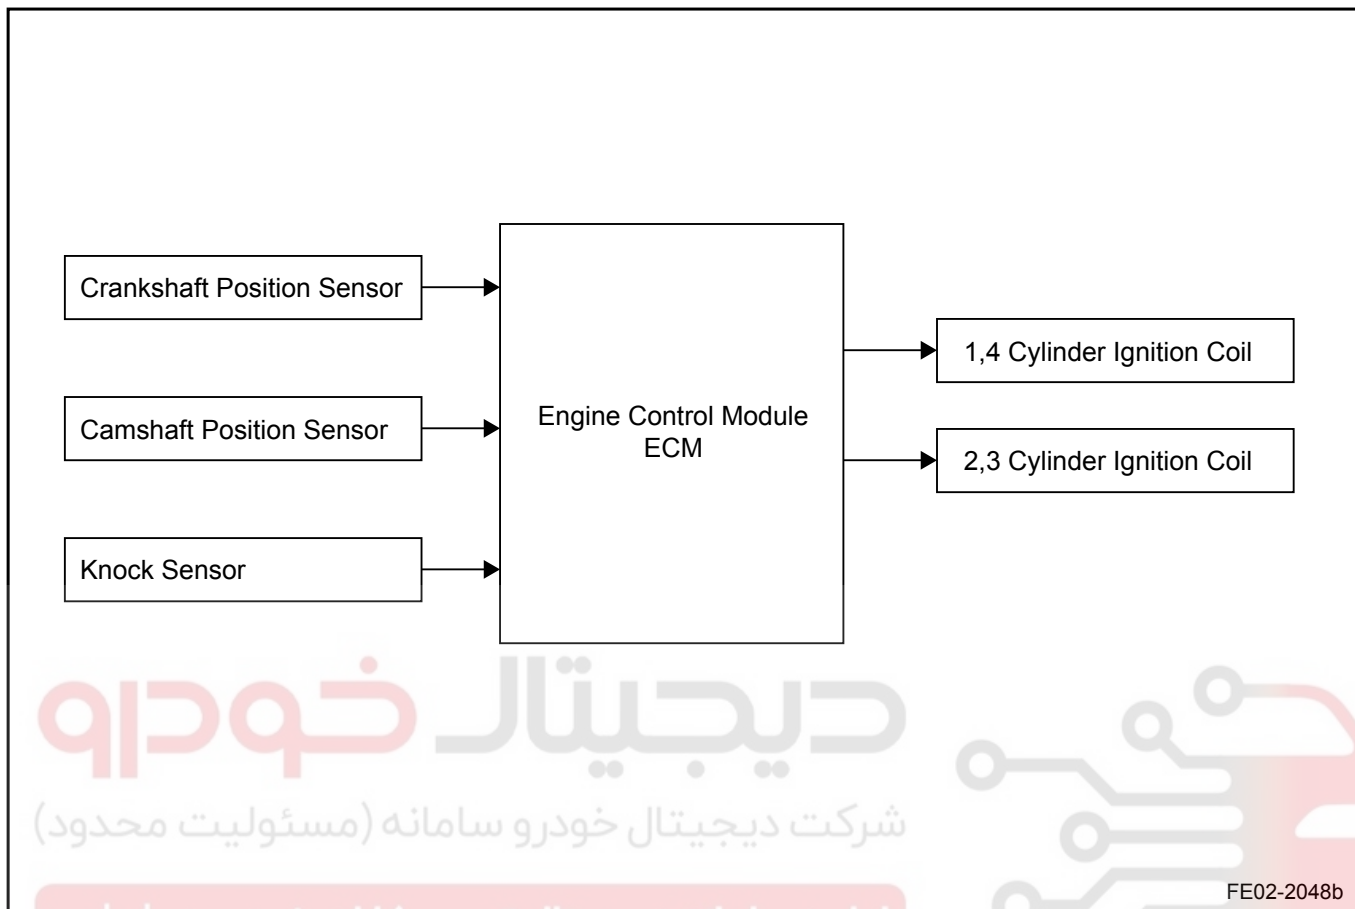 Crankshaft Position Sensor
Camshaft Position Sensor
Knock Sensor
Engine Control Module
ECM
1,4 Cylinder Ignition Coil
2,3 Cylinder Ignition Coil
دیجیتال خودرو
شرکت دیجیتال خودرو سامانه (مسئولیت محدود)
FE02-2048b